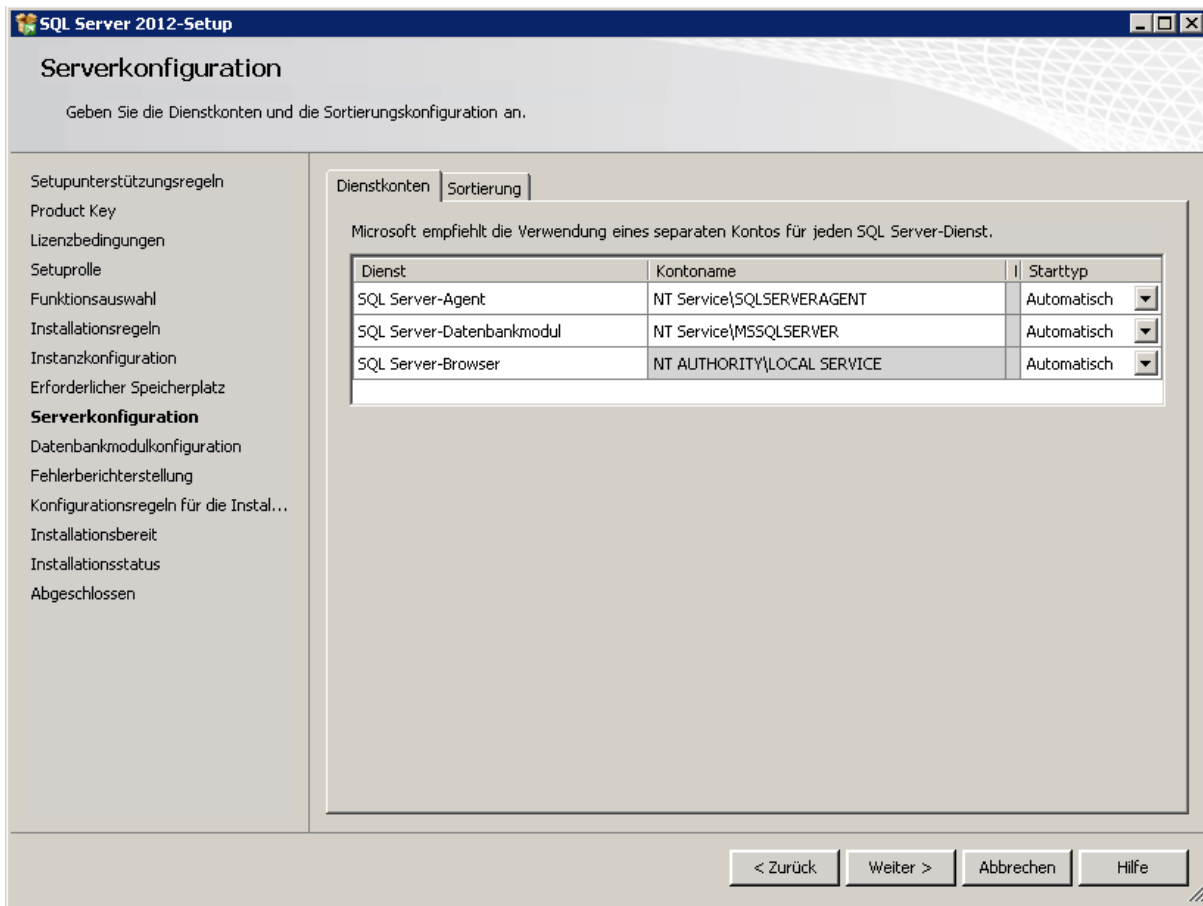 SQL Server 2012-Setup
Serverkonfiguration
Geben Sie die Dienstkonten und die Sortierungskonfiguration an.
Setupunterstützungsregeln
Product Key
Lizenzbedingungen
Setuprolle
Funktionsauswahl
Installationsregeln
Instanzkonfiguration
Erforderlicher Speicherplatz
Serverkonfiguration
Datenbankmodulkonfiguration
Fehlerberichterstellung
Konfigurationsregeln für die Instal...
Installationsbereit
Installationsstatus
Abgeschlossen
Dienstkonten Sortierung
Microsoft empfiehlt die Verwendung eines separaten Kontos für jeden SQL Server-Dienst.
Dienst Kontoname Starttyp
SQL Server-Agent NT Service\SQLSERVERAGENT Automatisch
SQL Server-Datenbankmodul NT Service\MSSQLSERVER Automatisch
SQL Server-Browser NT AUTHORITY\LOCAL SERVICE Automatisch
< Zurück Weiter > Abbrechen Hilfe